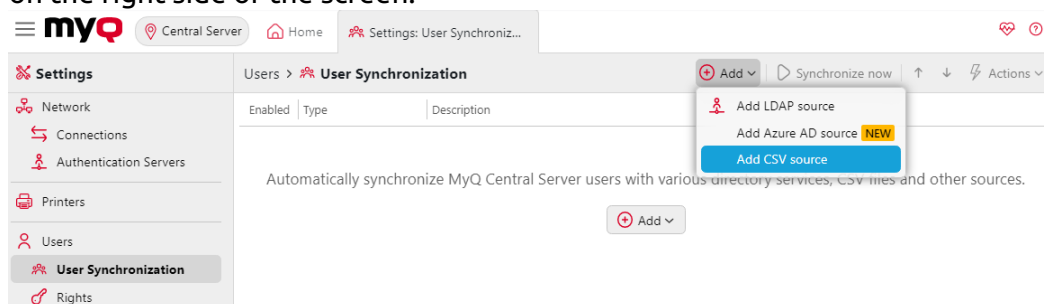 on the right side of the screen.
myQ Central Server Home Settings: User Synchroniz...
Settings Users > User Synchronization Add Synchronize now Actions
Network Enabled Type Description Add LDAP source
Connections Add Azure AD source NEW
Authentication Servers Add CSV source
Automatically synchronize MyQ Central Server users with various directory services, CSV files and other sources.
Printers
Add
Users
User Synchronization
Rights